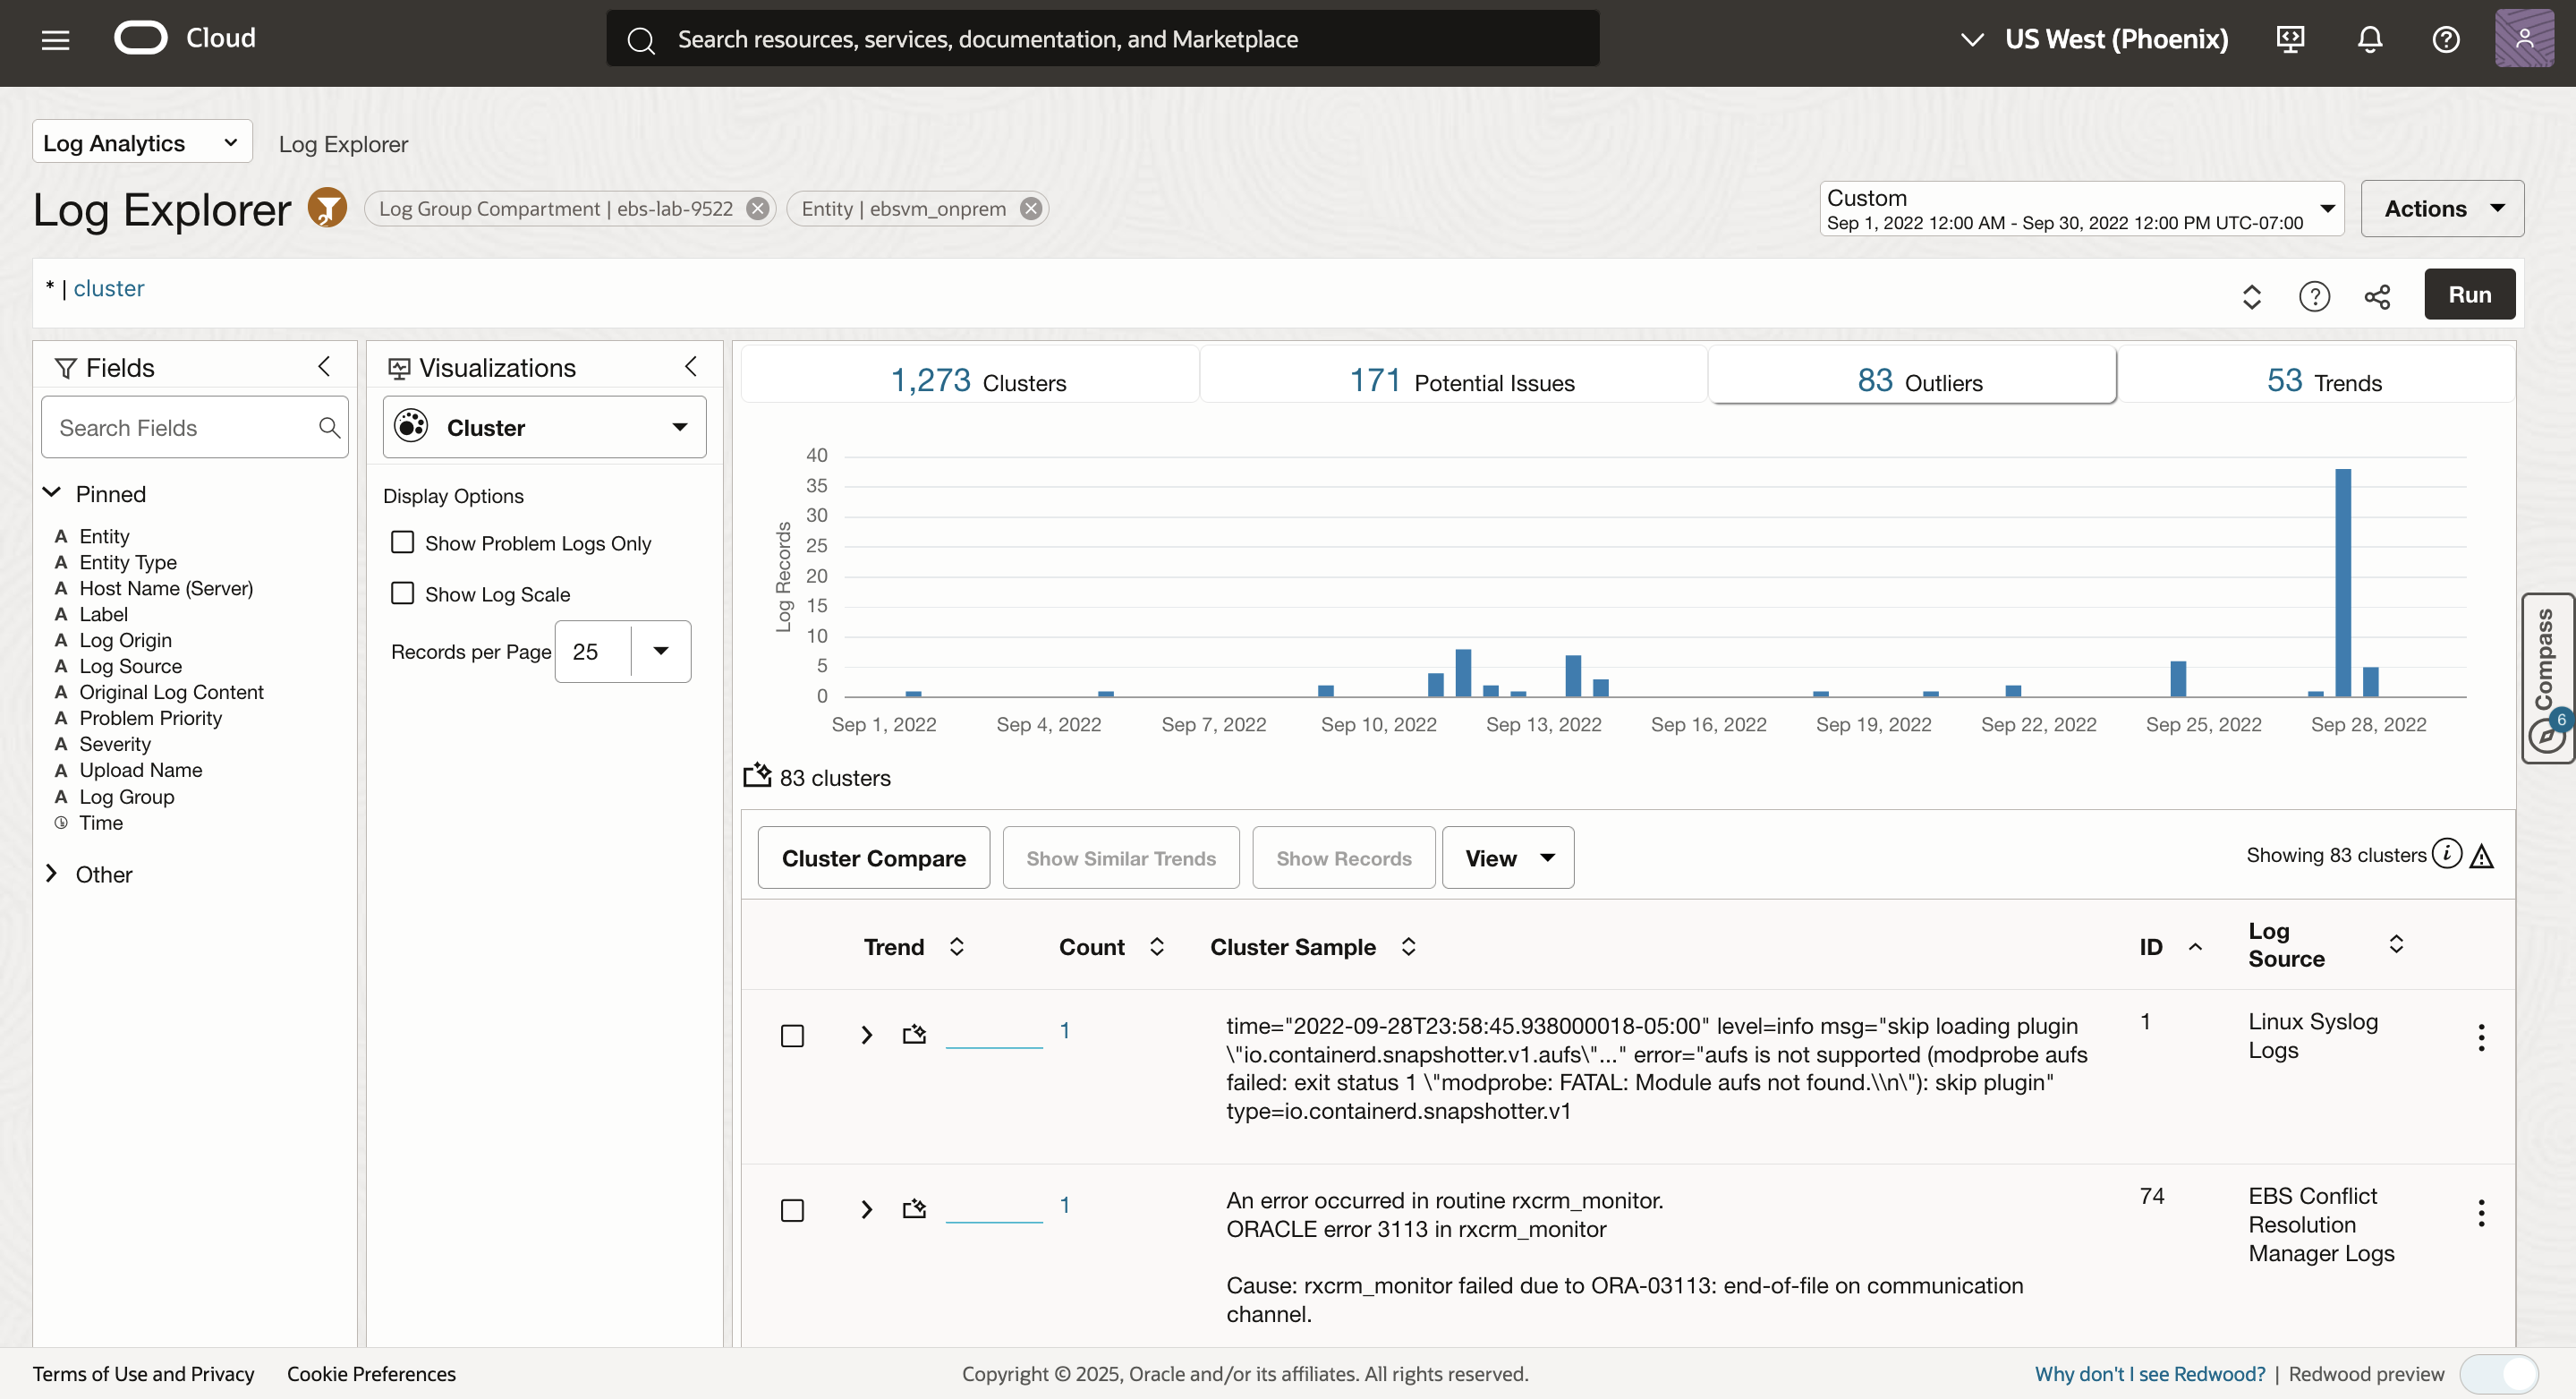 Cloud
Search resources, services, documentation, and Marketplace
US West (Phoenix)
Log Analytics
Log Explorer
Log Explorer
2
Log Group Compartment | ebs-lab-9522
Entity | ebsvm_onprem
Custom
Sep 1, 2022 12:00 AM - Sep 30, 2022 12:00 PM UTC-07:00
Actions
* | cluster
Run
Fields
Search Fields
Pinned
A Entity
A Entity Type
A Host Name (Server)
A Label
A Log Origin
A Log Source
A Original Log Content
A Problem Priority
A Severity
A Upload Name
A Log Group
Time
Other
Visualizations
Cluster
Display Options
Show Problem Logs Only
Show Log Scale
Records per Page 25
1,273 Clusters
171 Potential Issues
83 Outliers
53 Trends
Log Records
40
35
30
25
20
15
10
5
0
Sep 1, 2022
Sep 4, 2022
Sep 7, 2022
Sep 10, 2022
Sep 13, 2022
Sep 16, 2022
Sep 19, 2022
Sep 22, 2022
Sep 25, 2022
Sep 28, 2022
Compass
6
83 clusters
Cluster Compare
Show Similar Trends
Show Records
View
Showing 83 clusters
Trend
Count
Cluster Sample
ID
Log
Source
1
time="2022-09-28T23:58:45.938000018-05:00" level=info msg="skip loading plugin
\"io.containerd.snapshotter.v1.aufs\"..." error="aufs is not supported (modprobe aufs
failed: exit status 1 \"modprobe: FATAL: Module aufs not found.\\n\"): skip plugin"
type=io.containerd.snapshotter.v1
1
Linux Syslog
Logs
1
An error occurred in routine rxcrm_monitor.
ORACLE error 3113 in rxcrm_monitor
Cause: rxcrm_monitor failed due to ORA-03113: end-of-file on communication
channel.
74
EBS Conflict
Resolution
Manager Logs
Terms of Use and Privacy
Cookie Preferences
Copyright © 2025, Oracle and/or its affiliates. All rights reserved.
Why don't I see Redwood? | Redwood preview